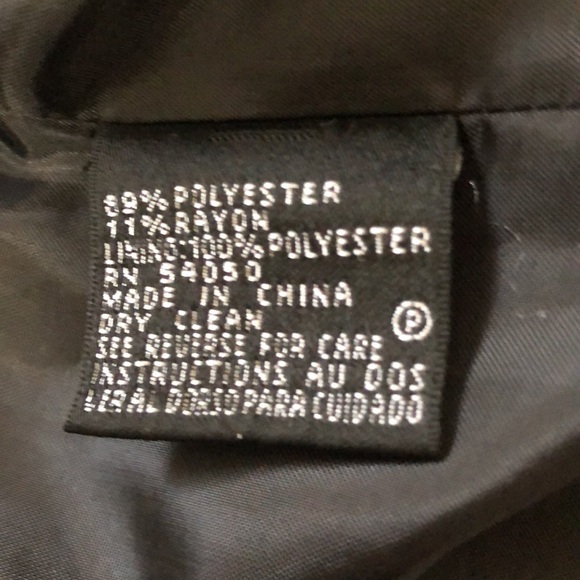 89% POLYESTER
11% RAYON
LINING: 100% POLYESTER
RN 54050
MADE IN CHINA
DRY CLEAN
P
SEE REVERSE FOR CARE
INSTRUCTIONS AU DOS
VER AL DORSO PARA CUIDADO